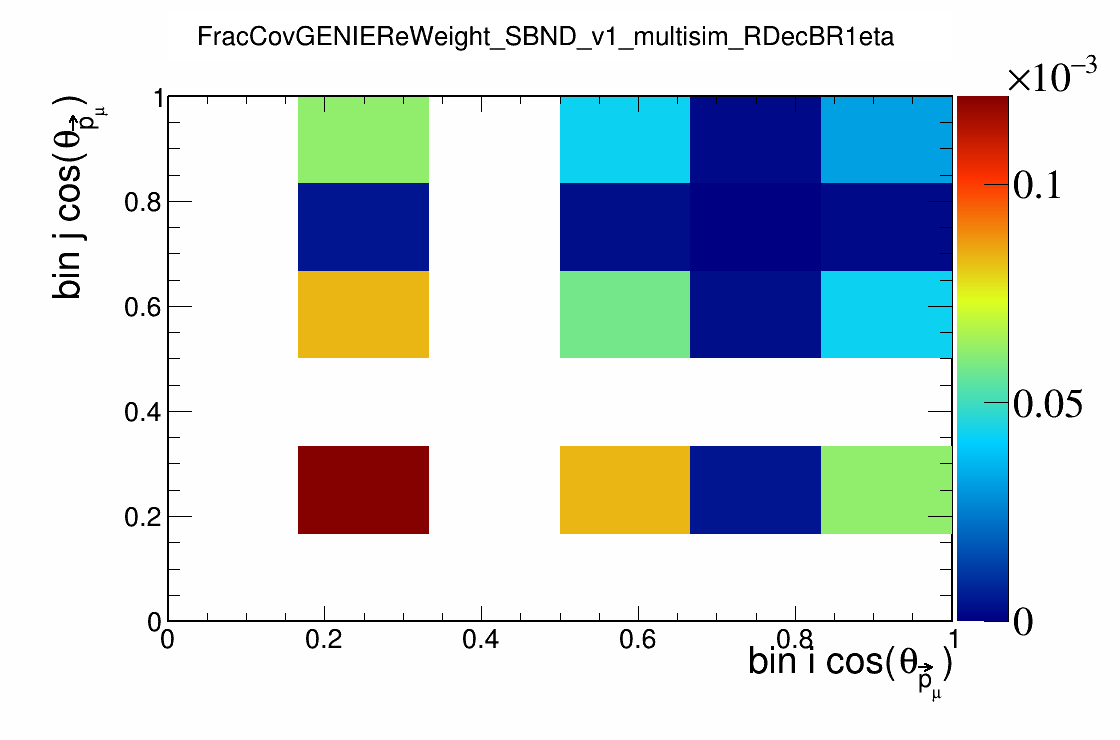 FracCovGENIEReWeight_SBND_v1_multisim_RDecBR1eta
×10⁻³
bin j cos(θ_p⃗_μ)
1
0.8
0.6
0.4
0.2
0
0 0.2 0.4 0.6 0.8 1
bin i cos(θ_p⃗_μ)
0.1
0.05
0